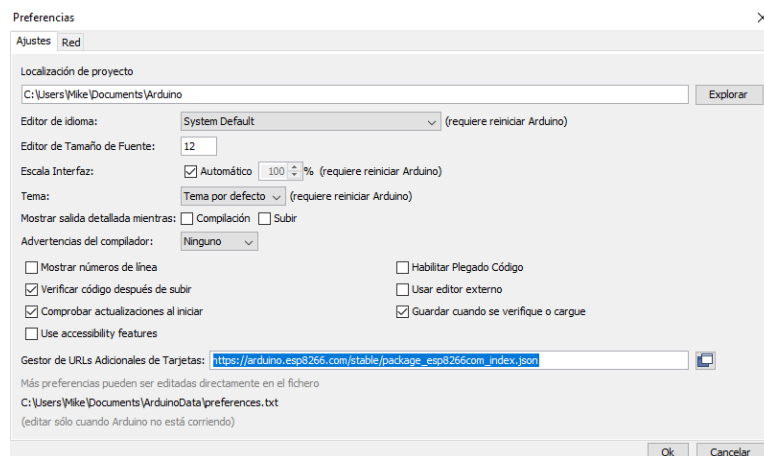 Preferencias
Ajustes Red
Localización de proyecto
C:\Users\Mike\Documents\Arduino Explorar
Editor de idioma: System Default (requiere reiniciar Arduino)
Editor de Tamaño de Fuente: 12
Escala Interfaz: Automático 100 % (requiere reiniciar Arduino)
Tema: Tema por defecto (requiere reiniciar Arduino)
Mostrar salida detallada mientras: Compilación Subir
Advertencias del compilador: Ninguno
Mostrar números de línea Habilitar Plegado Código
Verificar código después de subir Usar editor externo
Comprobar actualizaciones al iniciar Guardar cuando se verifique o cargue
Use accessibility features
Gestor de URLs Adicionales de Tarjetas: https://arduino.esp8266.com/stable/package_esp8266com_index.json
Más preferencias pueden ser editadas directamente en el fichero
C:\Users\Mike\Documents\ArduinoData\preferences.txt
(editar sólo cuando Arduino no está corriendo)
Ok Cancelar